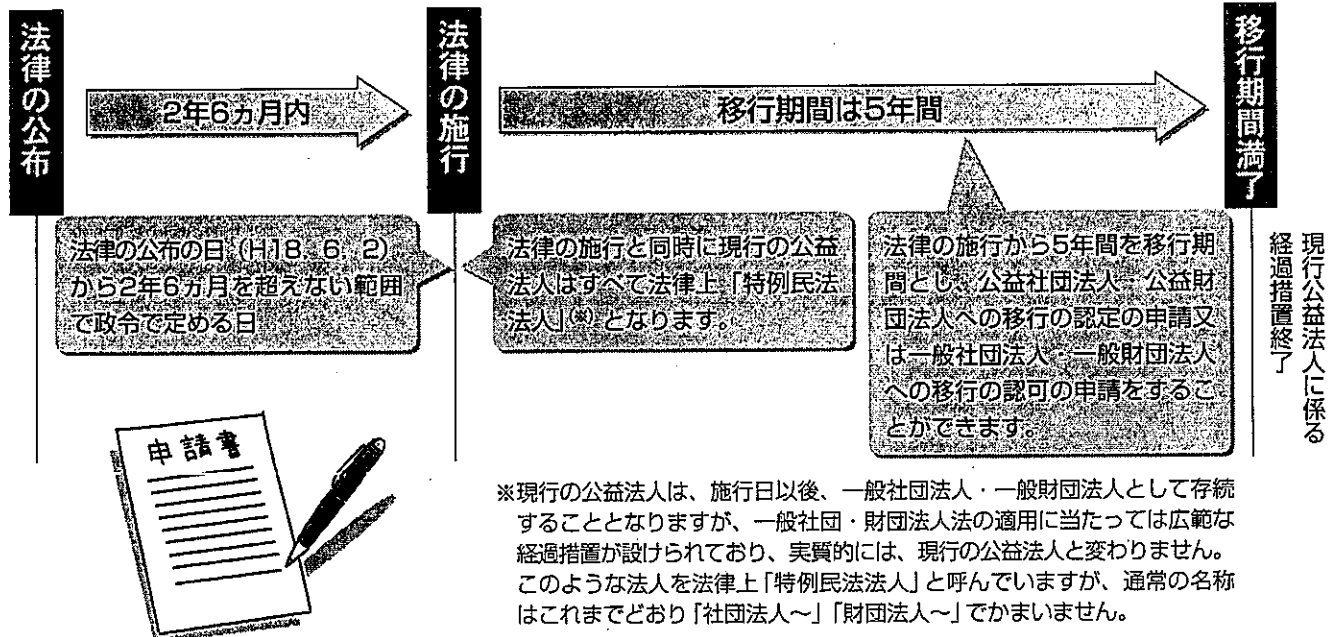 法律の公布
2年6ヵ月内
法律の施行
移行期間は5年間
移行期間満了
法律の公布の日(H18. 6. 2)
から2年6ヵ月を超えない範囲
で政令で定める日
法律の施行と同時に現行の公益
法人はすべて法律上「特例民法
法人」(※)となります。
法律の施行から5年間を移行期
間とし、公益社団法人・公益財
団法人への移行の認定の申請又
は一般社団法人・一般財団法人
への移行の認可の申請をするこ
とができます。
現行公益法人に係る
経過措置終了
申請書
※現行の公益法人は、施行日以後、一般社団法人・一般財団法人として存続
することとなりますが、一般社団・財団法人法の適用に当たっては広範な
経過措置が設けられており、実質的には、現行の公益法人と変わりません。
このような法人を法律上「特例民法法人」と呼んでいますが、通常の名称
はこれまでどおり「社団法人~」「財団法人~」でかまいません。